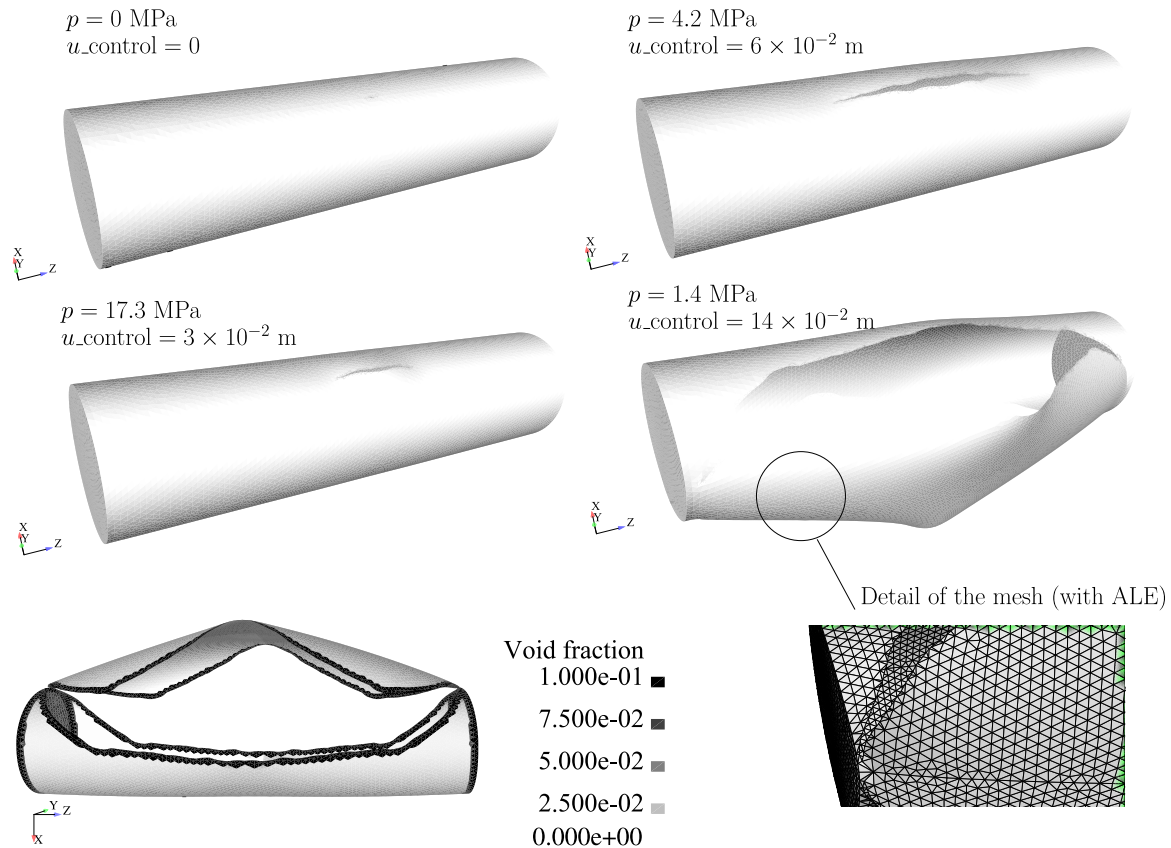 p = 0 MPa
u_control = 0
X
Y
Z
p = 4.2 MPa
u_control = 6 × 10⁻² m
X
Y
Z
p = 17.3 MPa
u_control = 3 × 10⁻² m
X
Y
Z
p = 1.4 MPa
u_control = 14 × 10⁻² m
X
Y
Z
Detail of the mesh (with ALE)
Void fraction
1.000e-01
7.500e-02
5.000e-02
2.500e-02
0.000e+00
Y
Z
X